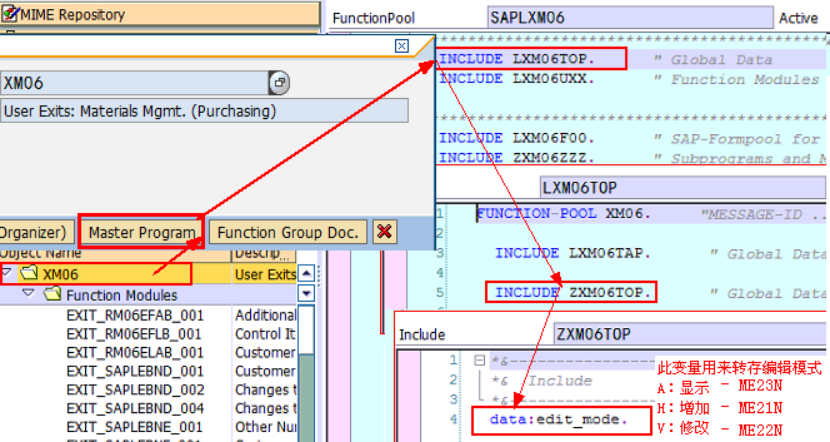 MIME Repository
FunctionPool SAPLXM06 Active
XM06
User Exits: Materials Mgmt. (Purchasing)
Organizer) Master Program Function Group Doc.
INCLUDE LXM06TOP. " Global Data
INCLUDE LXM06UXX. " Function Modules
INCLUDE LXM06F00. " SAP-Formpool for
INCLUDE ZXM06ZZZ. " Subprograms and M
LXM06TOP
1 FUNCTION-POOL XM06. "MESSAGE-ID ..
2
3 INCLUDE LXM06TAP. " Global Data
4
5 INCLUDE ZXM06TOP. " Global Data
Object Name Descrip...
XM06 User Exits
Function Modules
EXIT_RM06EFAB_001 Additional
EXIT_RM06EFLB_001 Control It
EXIT_RM06ELAB_001 Customer
EXIT_SAPLEBND_001 Customer
EXIT_SAPLEBND_002 Changes t
EXIT_SAPLEBND_004 Changes t
EXIT_SAPLEBNE_001 Other Nu
Include ZXM06TOP
1 *&----------------
2 *& Include
3 *&----------------
4 data:edit_mode.
此变量用来转存编辑模式
A：显示 - ME23N
H：增加 - ME21N
V：修改 - ME22N